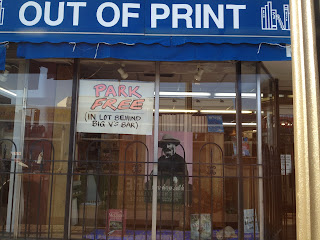 OUT OF PRINT
PARK
FREE
(IN LOT BEHIND
BIG V'S BAR)